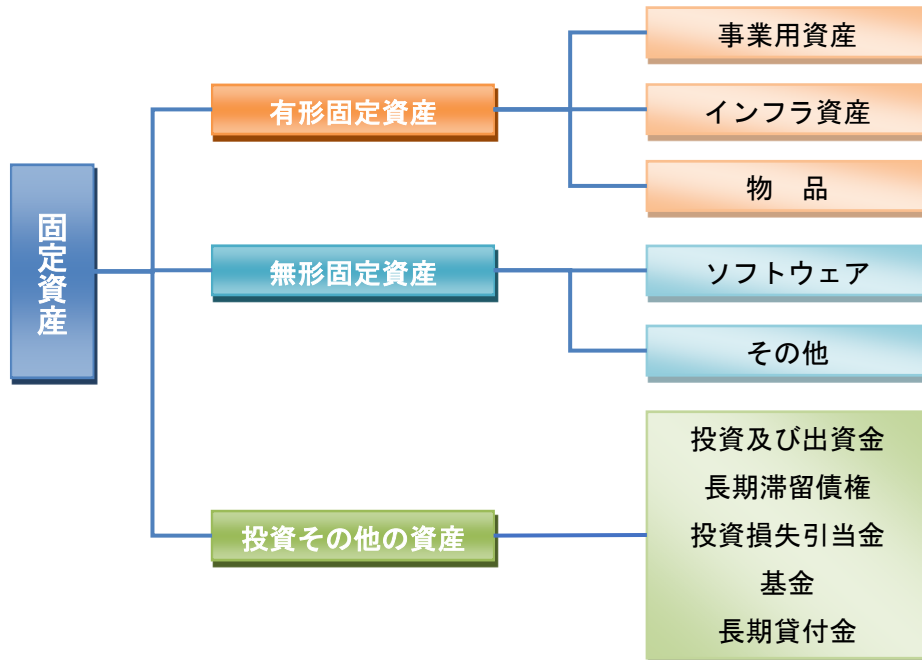 固定資産
有形固定資産
事業用資産
インフラ資産
物　品
無形固定資産
ソフトウェア
その他
投資その他の資産
投資及び出資金
長期滞留債権
投資損失引当金
基金
長期貸付金